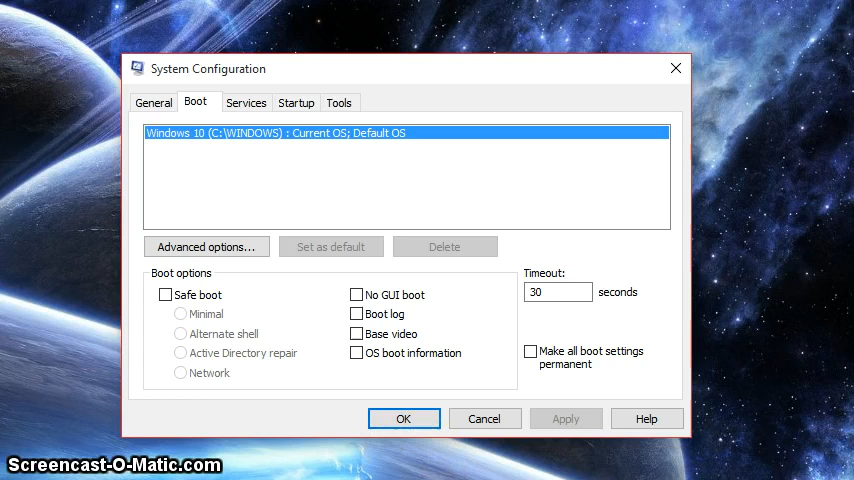 System Configuration
General Boot Services Startup Tools
Windows 10 (C:\WINDOWS) : Current OS; Default OS
Advanced options... Set as default Delete
Boot options
Timeout:
Safe boot No GUI boot
30 seconds
Minimal Boot log
Alternate shell Base video
Active Directory repair OS boot information
Make all boot settings
permanent
Network
OK Cancel Apply Help
Screencast-O-Matic.com